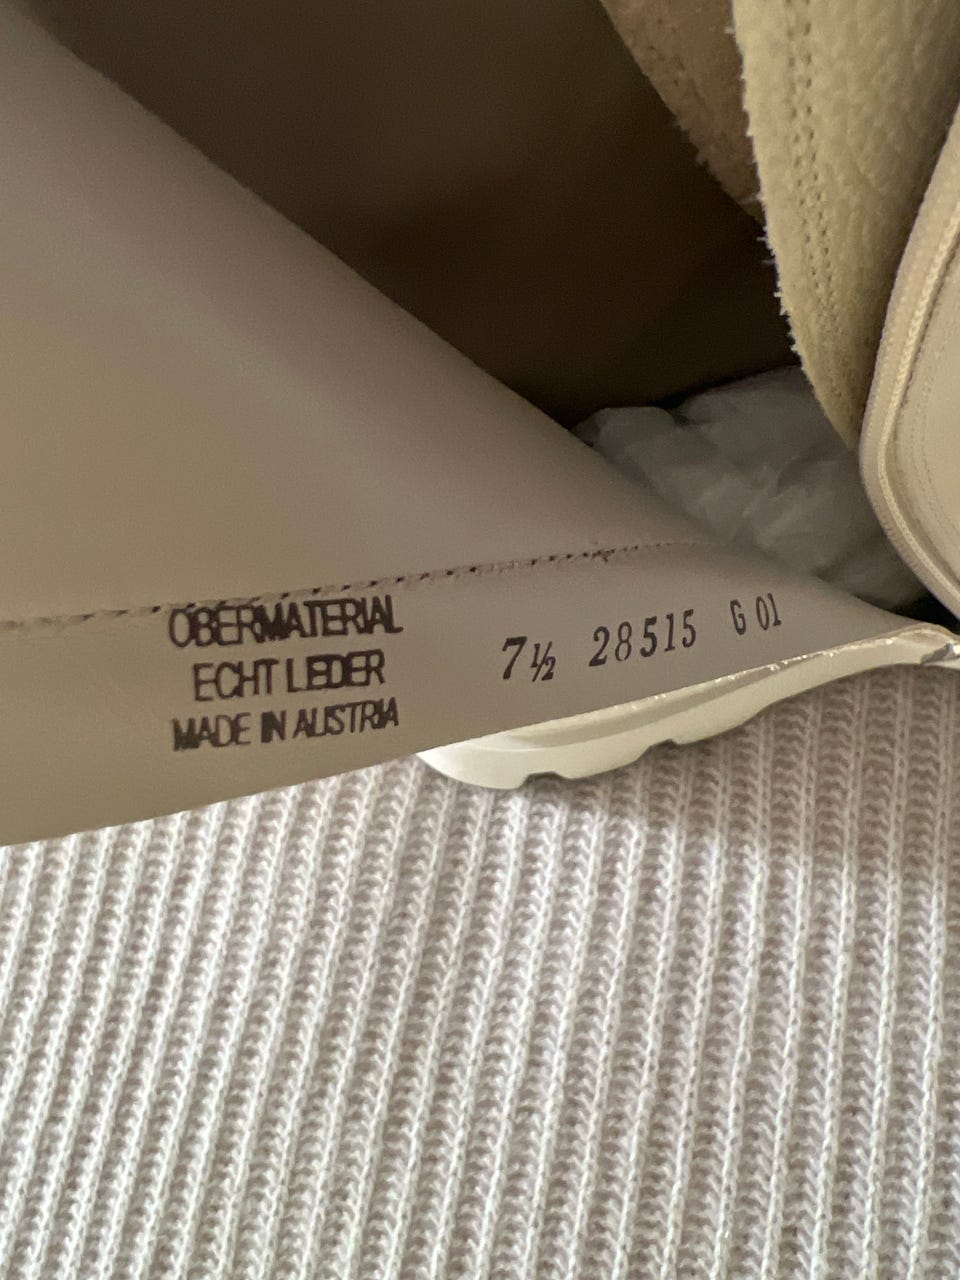 OBERMATERIAL
ECHT LEDER
MADE IN AUSTRIA
7½ 28515 G 01